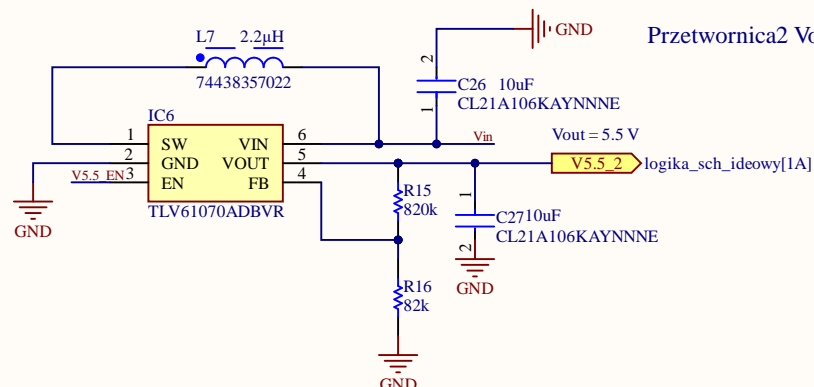 L7 2.2µH
74438357022
GND
Przetwornica2 Vo
C26 10uF
CL21A106KAYNNNE
2
1
IC6
1 SW VIN 6
2 GND VOUT 5
3 EN FB 4
TLV61070ADBVR
V5.5_EN
GND
Vin
Vout = 5.5 V
V5.5_2
logika_sch_ideowy[1A]
R15
820k
1
C27 10uF
CL21A106KAYNNNE
2
GND
R16
82k
GND